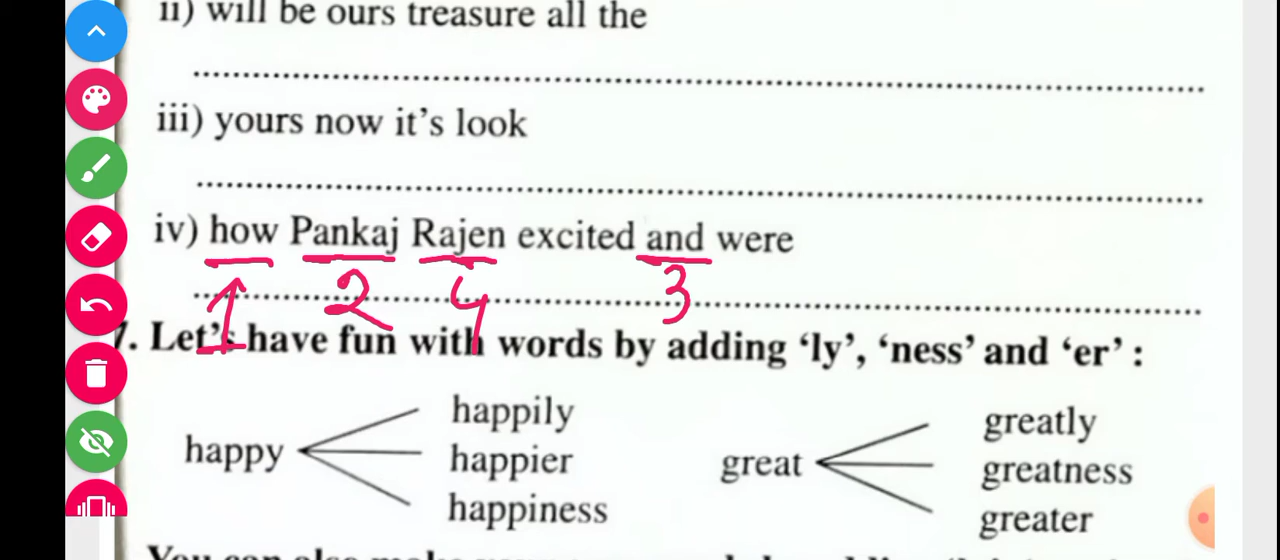 ii) will be ours treasure all the
iii) yours now it's look
iv) how Pankaj Rajen excited and were
1 2 4 3
7. Let's have fun with words by adding 'ly', 'ness' and 'er' :
happy
happily
happier
happiness
great
greatly
greatness
greater